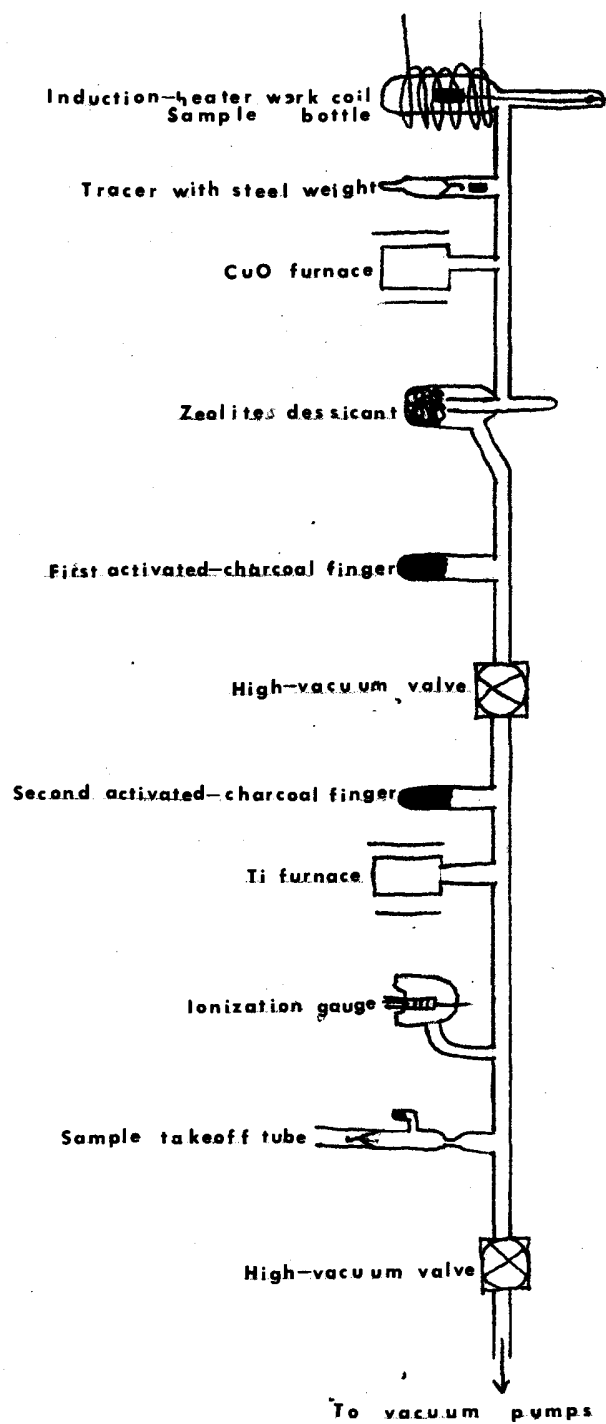 Induction-heater work coil
Sample bottle
Tracer with steel weight
CuO furnace
Zeolites dessicant
First activated-charcoal finger
High-vacuum valve
Second activated-charcoal finger
Ti furnace
Ionization gauge
Sample takeoff tube
High-vacuum valve
To vacuum pumps